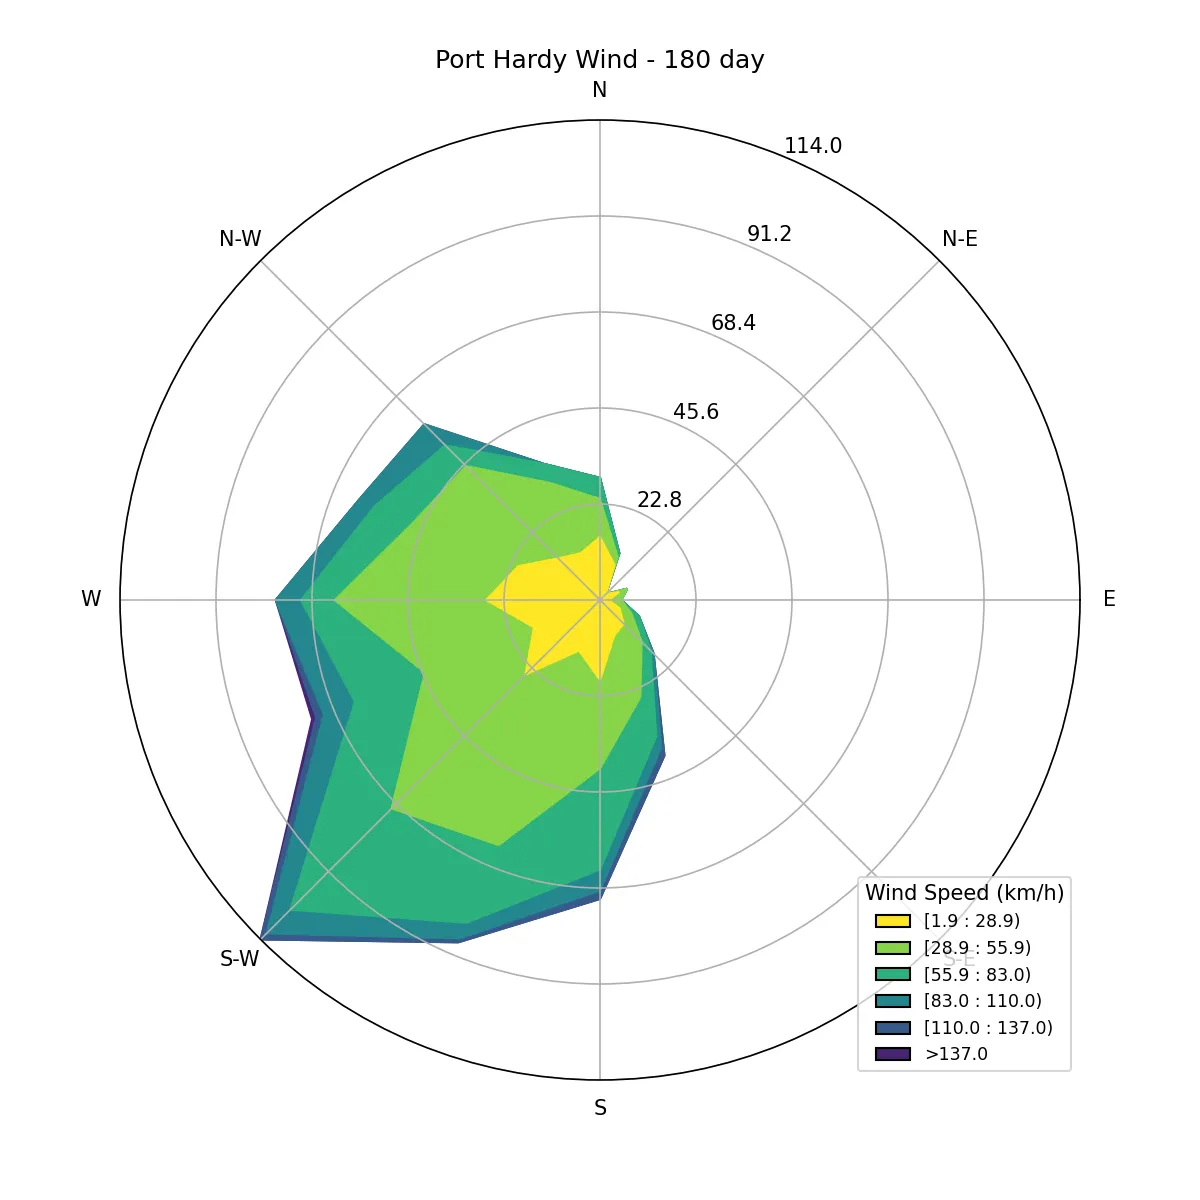 Port Hardy Wind - 180 day
N
114.0
91.2
N-W
N-E
68.4
45.6
22.8
W
E
Wind Speed (km/h)
[1.9 : 28.9)
[28.9 : 55.9)
S-W
S-E
[55.9 : 83.0)
[83.0 : 110.0)
[110.0 : 137.0)
>137.0
S